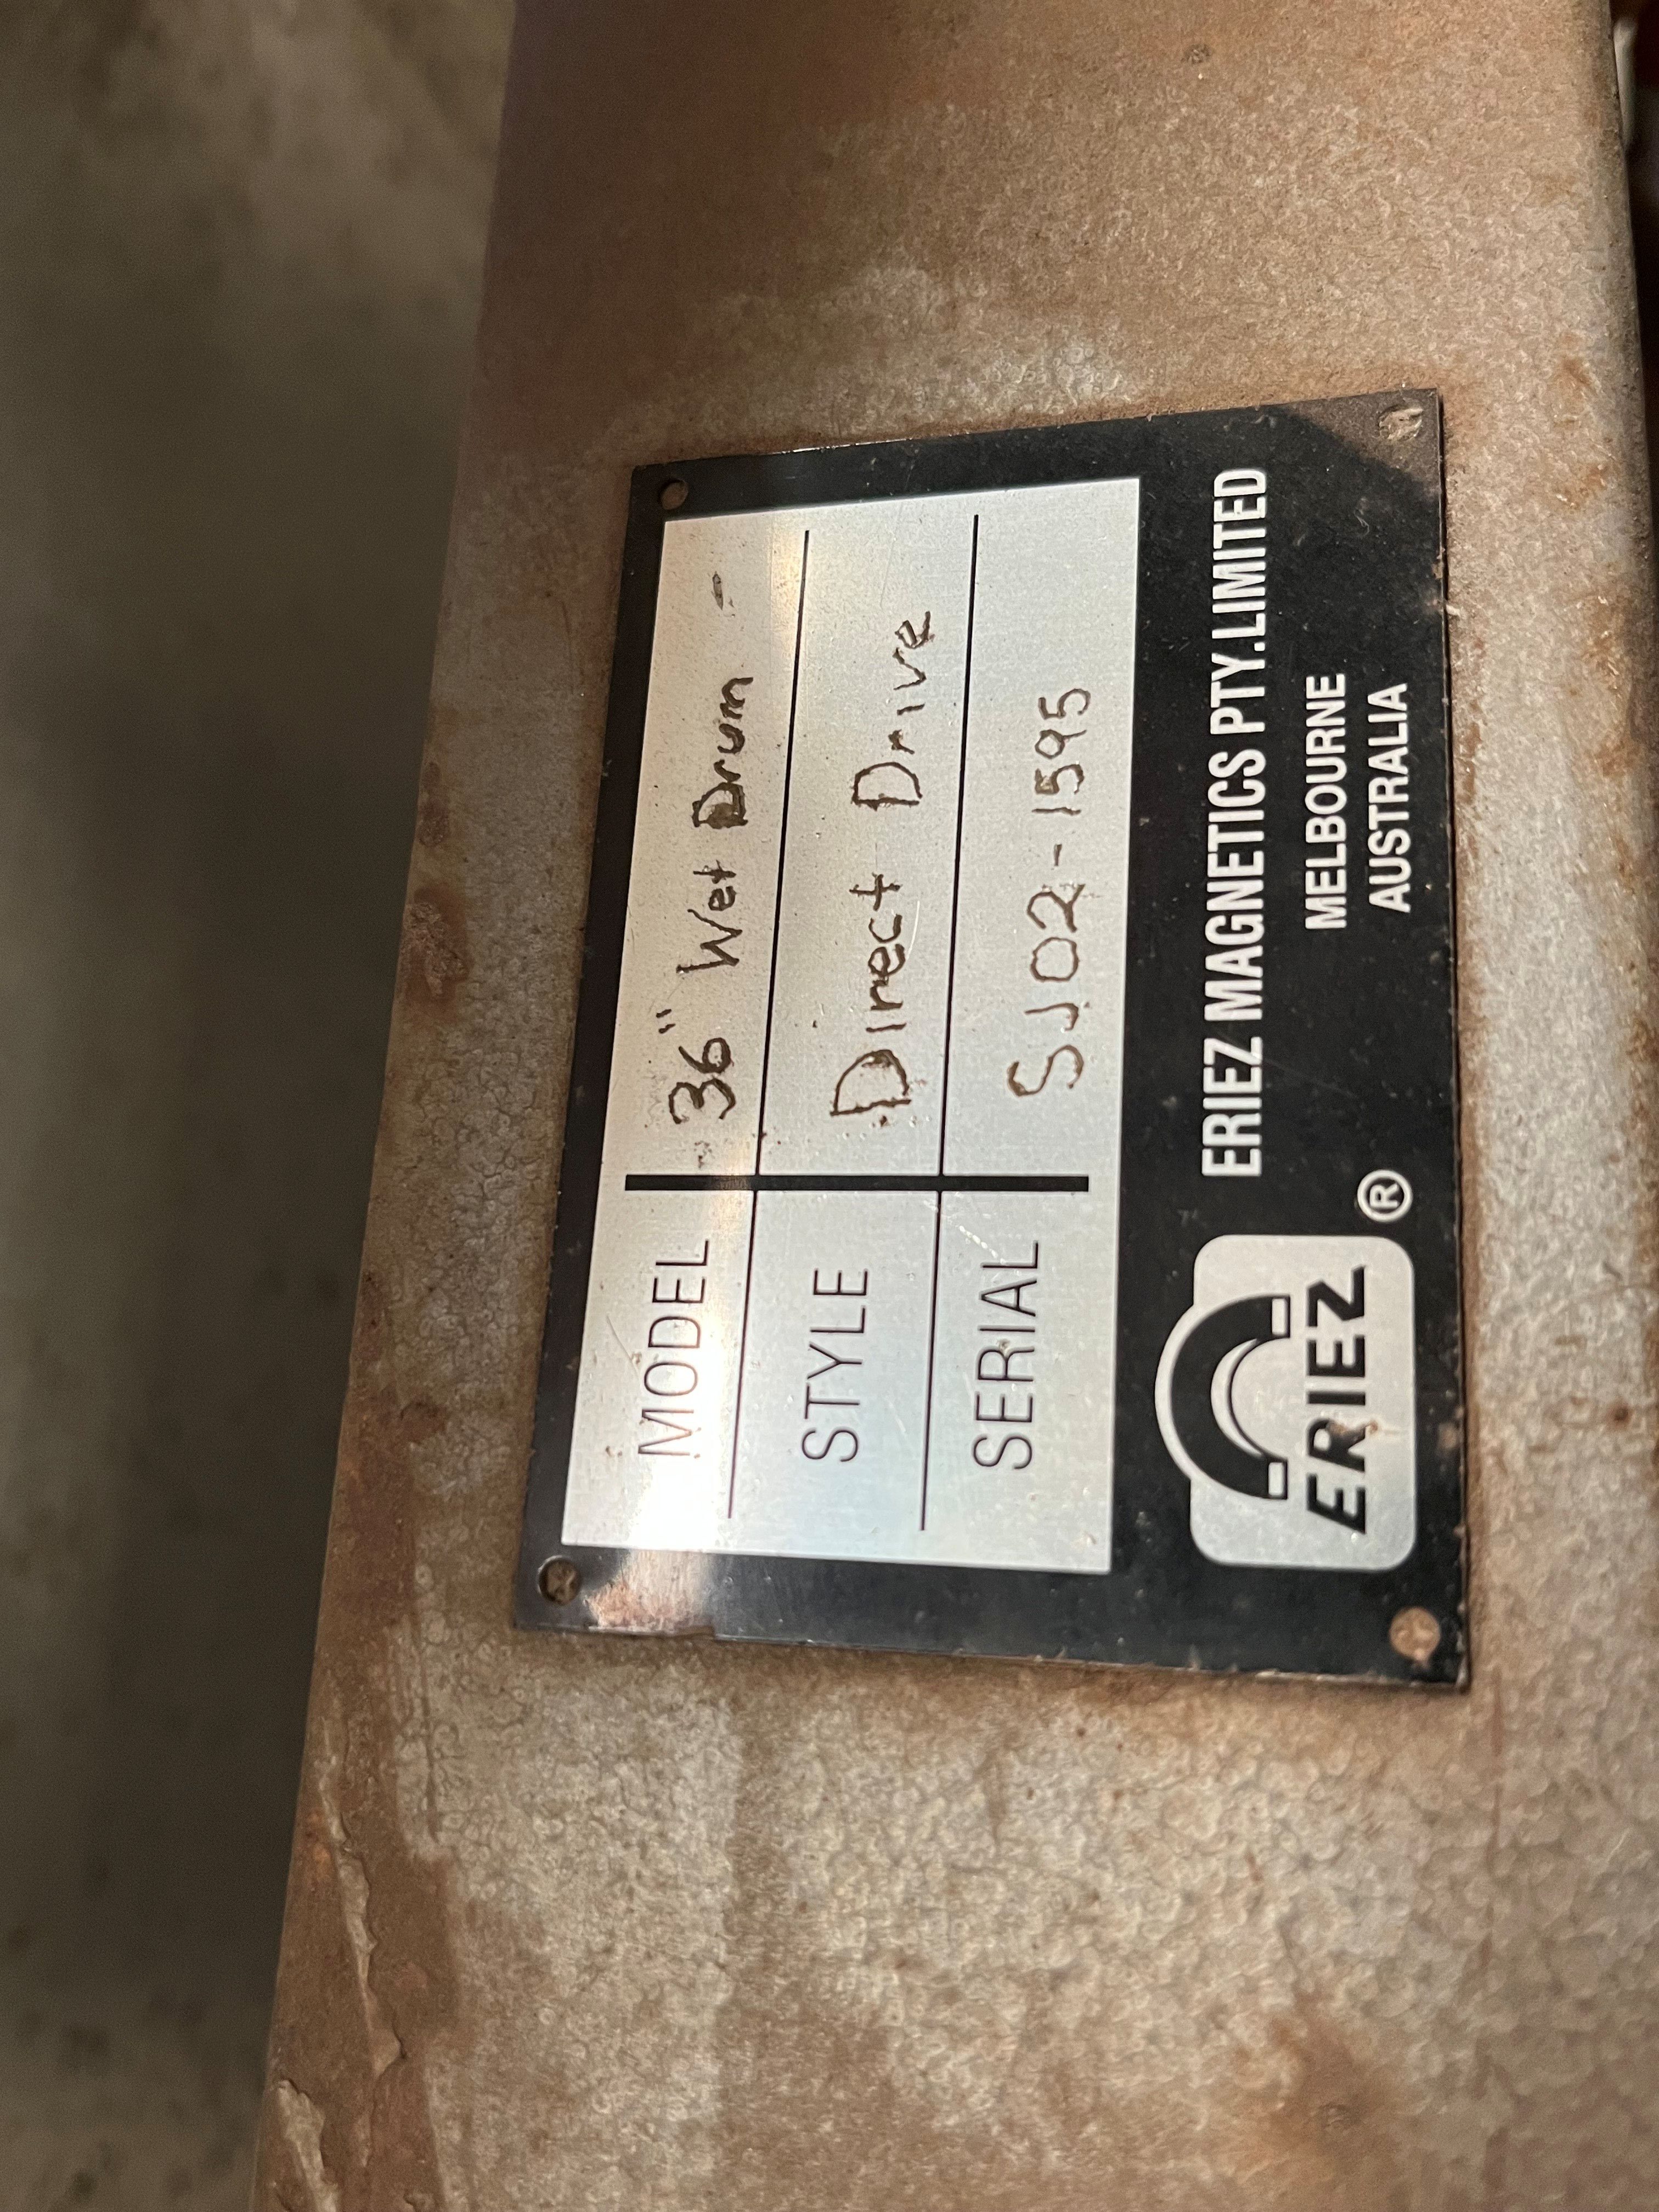 MODEL 36" Wet Drum -
STYLE Direct Drive
SERIAL SJ02-1595
ERIEZ ® ERIEZ MAGNETICS PTY.LIMITED
MELBOURNE
AUSTRALIA